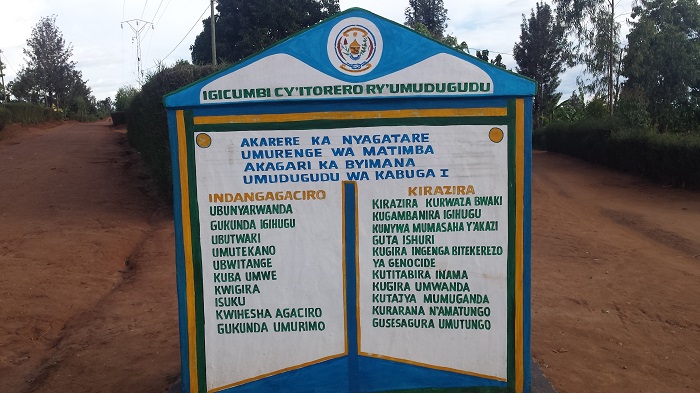 IGICUMBI CY'ITORERO RY'UMUDUGUDU
AKARERE KA NYAGATARE
UMURENGE WA MATIMBA
AKAGARI KA BYIMANA
UMUDUGUDU WA KABUGA I
INDANGAGACIRO
UBUNYARWANDA
GUKUNDA IGIHUGU
UBUTWAKI
UMUTEKANO
UBWITANGE
KUBA UMWE
KWIGIRA
ISUKU
KWIHESHA AGACIRO
GUKUNDA UMURIMO
KIRAZIRA
KIRAZIRA KURWAZA BWAKI
KUGAMBANIRA IGIHUGU
KUNYWA MUMASAHA Y'AKAZI
GUTA ISHURI
KUGIRA INGENGA BITEKEREZO
YA GENOCIDE
KUTITABIRA INAMA
KUGIRA UMWANDA
KUTAJYA MUMUGANDA
KURARANA N'AMATUNGO
GUSESAGURA UMUTUNGO